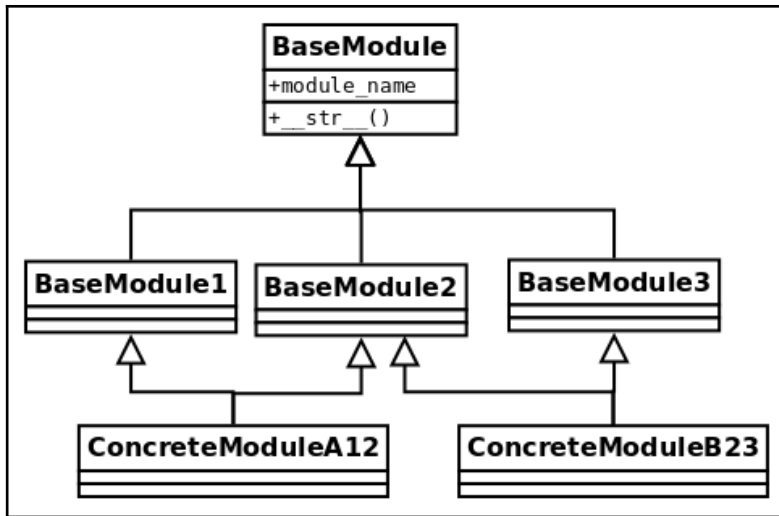 BaseModule
+module_name
+__str__()
BaseModule1
BaseModule2
BaseModule3
ConcreteModuleA12
ConcreteModuleB23